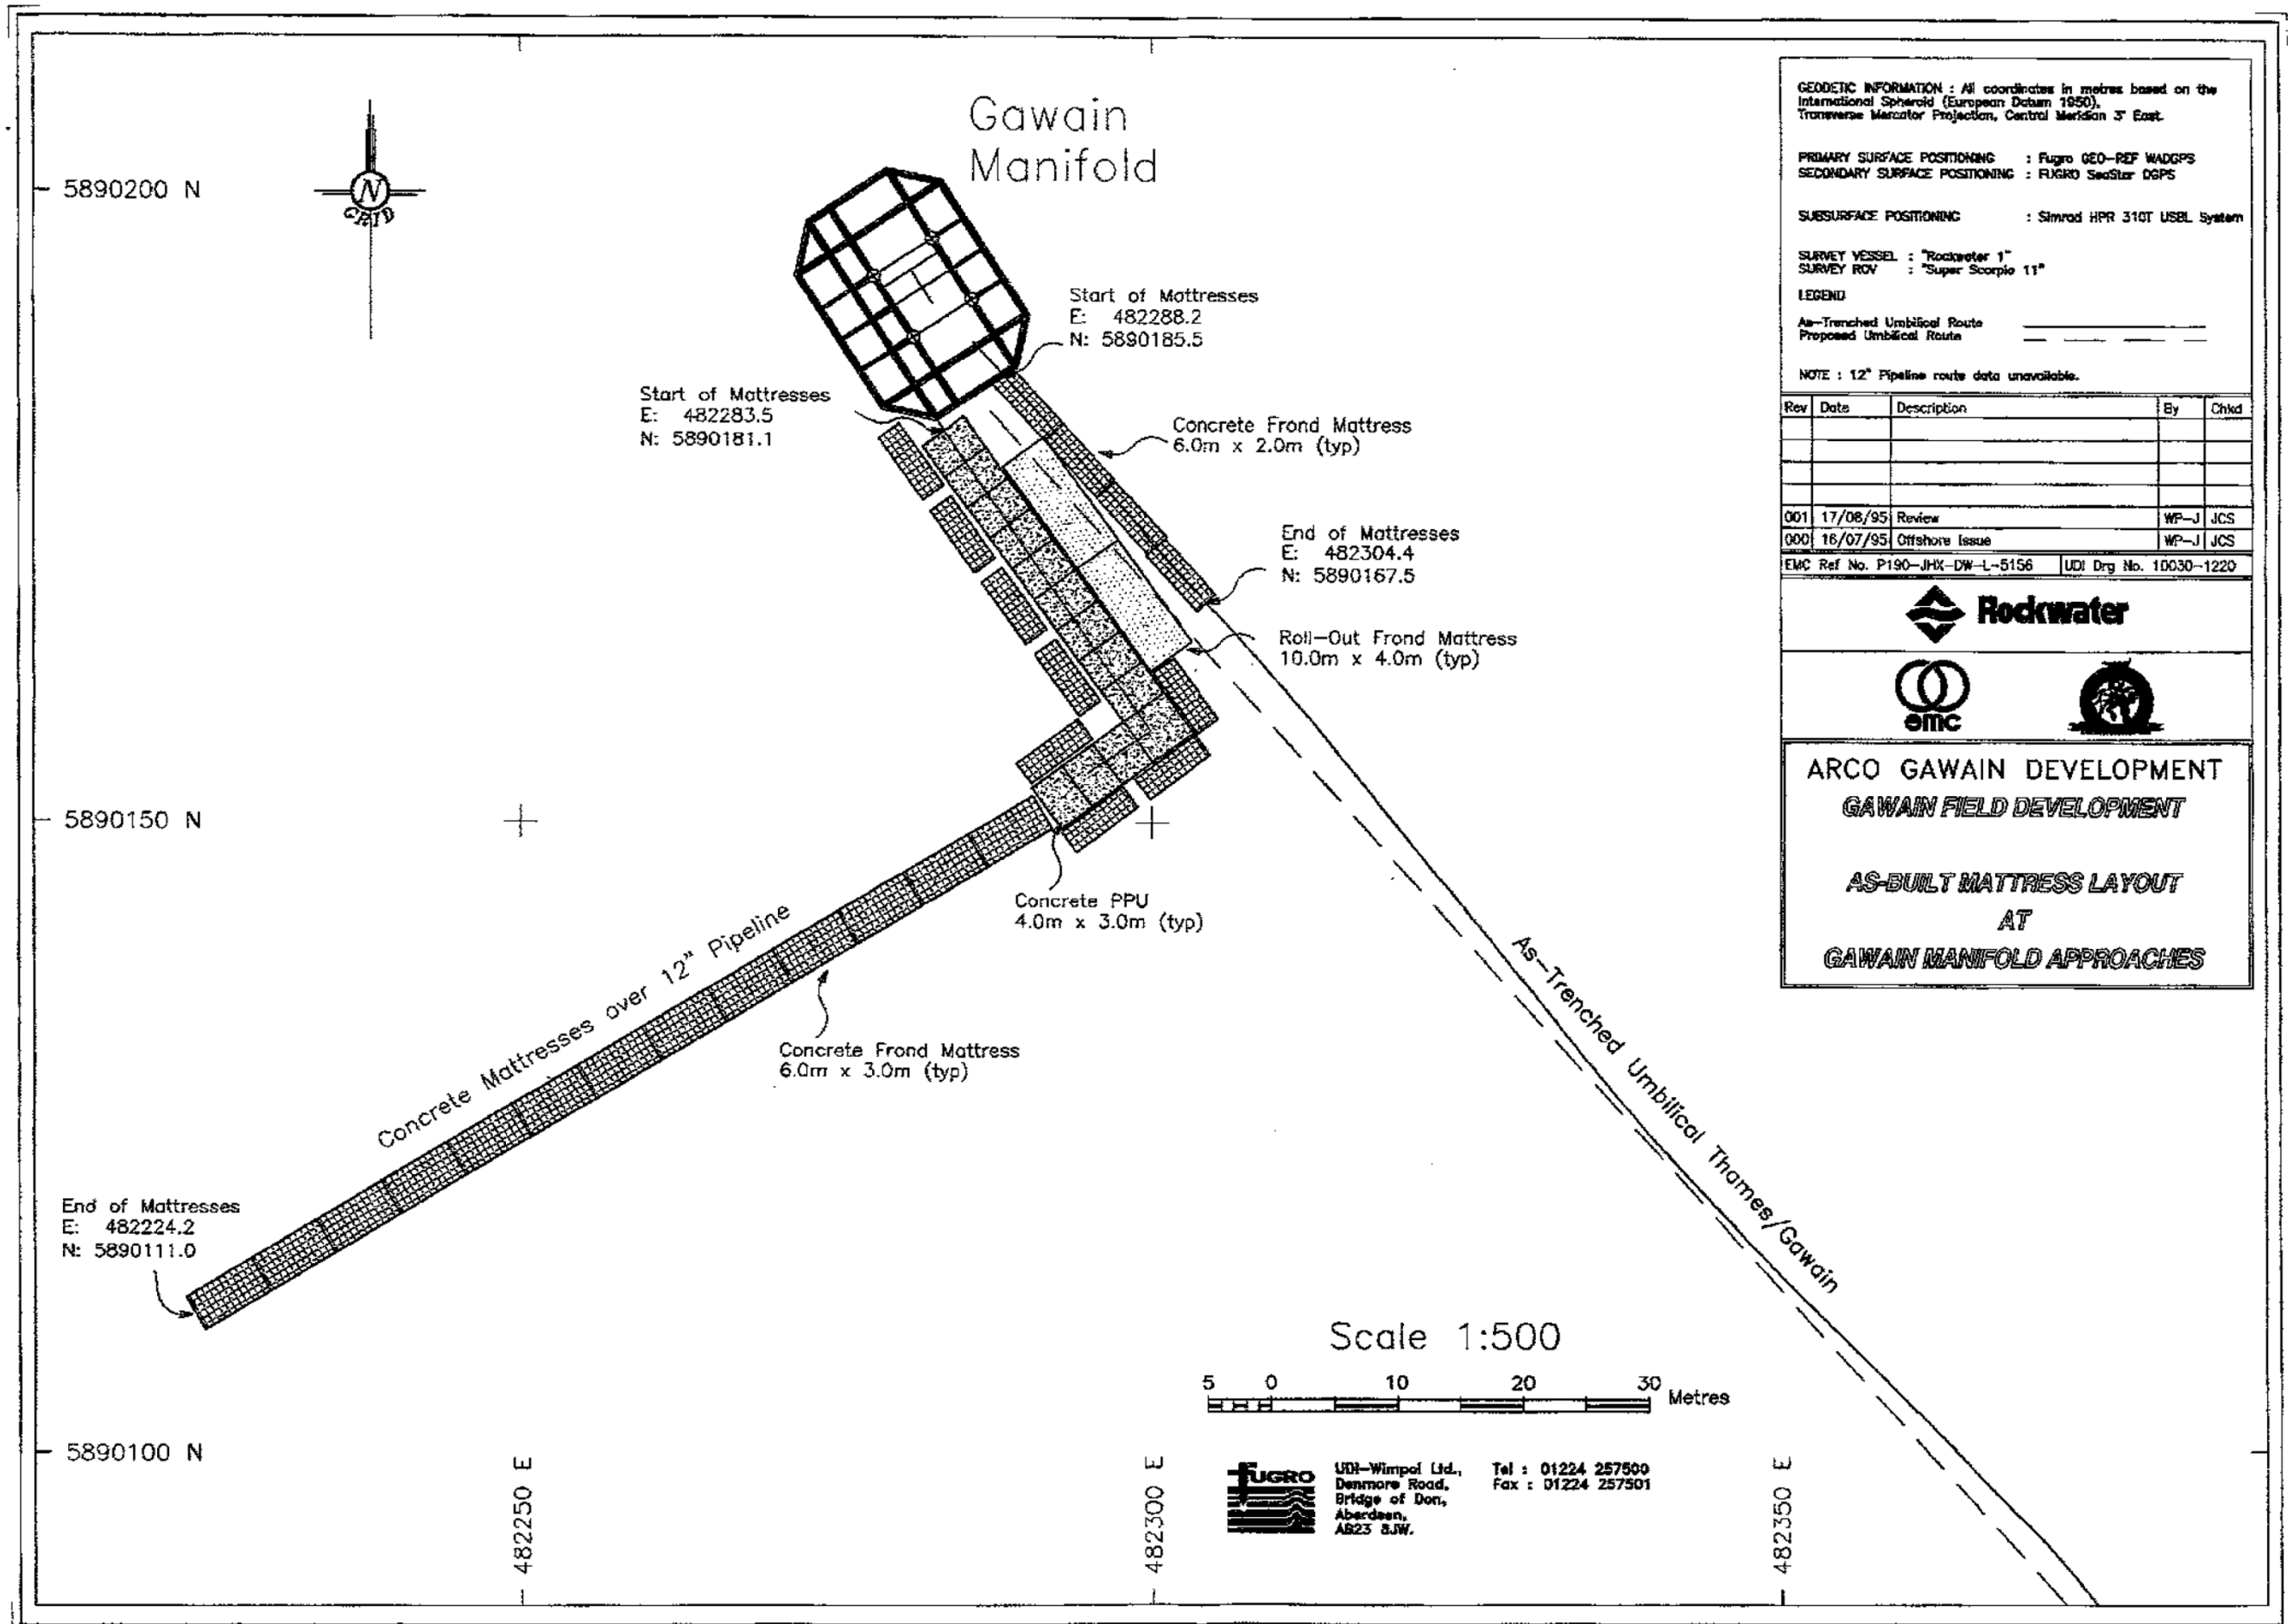 Gawain
Manifold
5890200 N
N
GRID
Start of Mattresses
E: 482288.2
N: 5890185.5
Start of Mattresses
E: 482283.5
N: 5890181.1
Concrete Frond Mattress
6.0m x 2.0m (typ)
End of Mattresses
E: 482304.4
N: 5890167.5
Roll-Out Frond Mattress
10.0m x 4.0m (typ)
5890150 N
Concrete PPU
4.0m x 3.0m (typ)
Concrete Mattresses over 12" Pipeline
Concrete Frond Mattress
6.0m x 3.0m (typ)
As-Trenched Umbilical Thames/Gawain
End of Mattresses
E: 482224.2
N: 5890111.0
Scale 1:500
5 0 10 20 30 Metres
5890100 N
482250 E
482300 E
482350 E
FUGRO
UDI-Wimpol Ltd., Tel : 01224 257500
Denmore Road, Fax : 01224 257501
Bridge of Don,
Aberdeen,
AB23 8JW.
GEODETIC INFORMATION : All coordinates in metres based on the
International Spheroid (European Datum 1950).
Transverse Mercator Projection, Central Meridian 3° East.
PRIMARY SURFACE POSITIONING : Fugro GEO-REF WADGPS
SECONDARY SURFACE POSITIONING : FUGRO SeaStar DGPS
SUBSURFACE POSITIONING : Simrad HPR 310T USBL System
SURVEY VESSEL : "Rockwater 1"
SURVEY ROV : "Super Scorpio 11"
LEGEND
As-Trenched Umbilical Route
Proposed Umbilical Route
NOTE : 12" Pipeline route data unavailable.
Rev Date Description By Chkd
001 17/08/95 Review WP-J JCS
000 16/07/95 Offshore Issue WP-J JCS
EMC Ref No. P190-JHX-DW-L-5156 UDI Drg No. 10030-1220
Rockwater
emc
ARCO GAWAIN DEVELOPMENT
GAWAIN FIELD DEVELOPMENT
AS-BUILT MATTRESS LAYOUT
AT
GAWAIN MANIFOLD APPROACHES